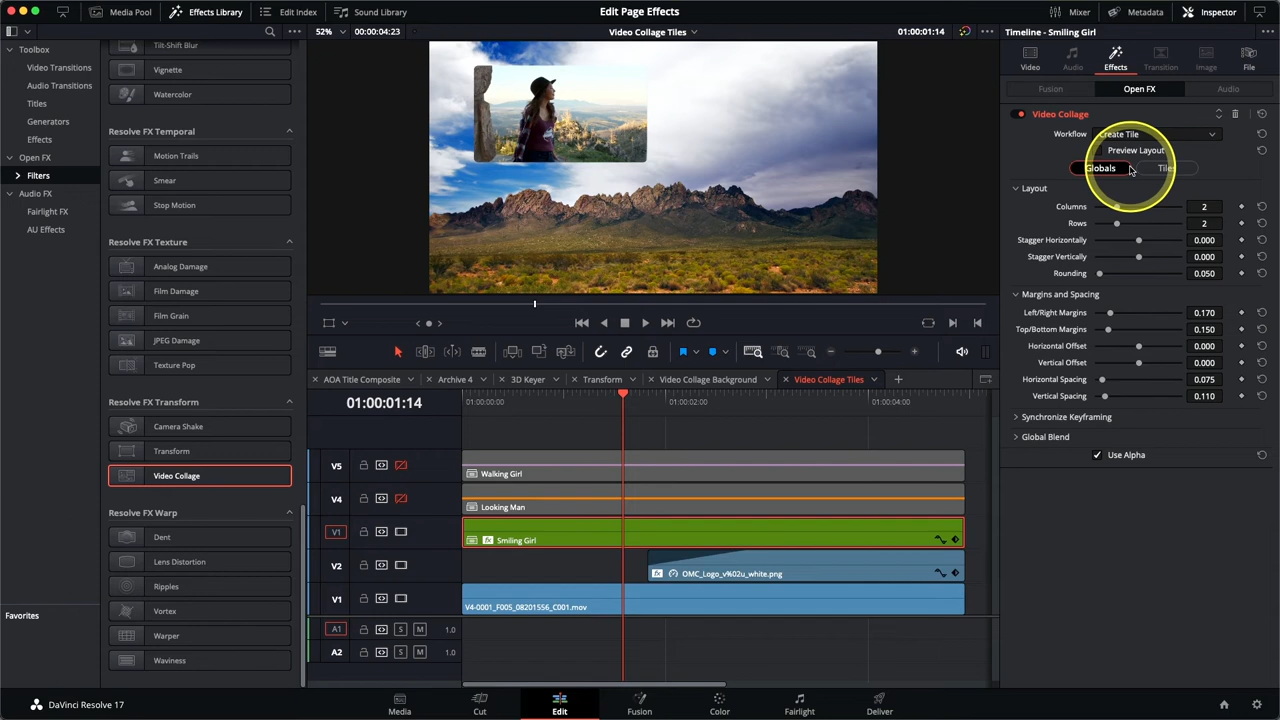 Media Pool
Effects Library
Edit Index
Sound Library
Edit Page Effects
Mixer
Metadata
Inspector
52%
00:00:04:23
Video Collage Tiles
01:00:01:14
Timeline - Smiling Girl
Toolbox
Video Transitions
Audio Transitions
Titles
Generators
Effects
Open FX
Filters
Audio FX
Fairlight FX
AU Effects
Favorites
Tilt-Shift Blur
Vignette
Watercolor
Resolve FX Temporal
Motion Trails
Smear
Stop Motion
Resolve FX Texture
Analog Damage
Film Damage
Film Grain
JPEG Damage
Texture Pop
Resolve FX Transform
Camera Shake
Transform
Video Collage
Resolve FX Warp
Dent
Lens Distortion
Ripples
Vortex
Warper
Waviness
AOA Title Composite
Archive 4
3D Keyer
Transform
Video Collage Background
Video Collage Tiles
01:00:01:14
01:00:00:00
01:00:02:00
01:00:04:00
V5
Walking Girl
V4
Looking Man
V1
Smiling Girl
V2
OMC_Logo_v%02u_white.png
V1
V4-0001_F005_08201556_C001.mov
A1 S M 1.0
A2 S M 1.0
Video
Audio
Effects
Transition
Image
File
Fusion
Open FX
Audio
Video Collage
Workflow Create Tile
Preview Layout
Globals
Tiles
Layout
Columns 2
Rows 2
Stagger Horizontally 0.000
Stagger Vertically 0.000
Rounding 0.050
Margins and Spacing
Left/Right Margins 0.170
Top/Bottom Margins 0.150
Horizontal Offset 0.000
Vertical Offset 0.000
Horizontal Spacing 0.075
Vertical Spacing 0.110
Synchronize Keyframing
Global Blend
Use Alpha
DaVinci Resolve 17
Media
Cut
Edit
Fusion
Color
Fairlight
Deliver